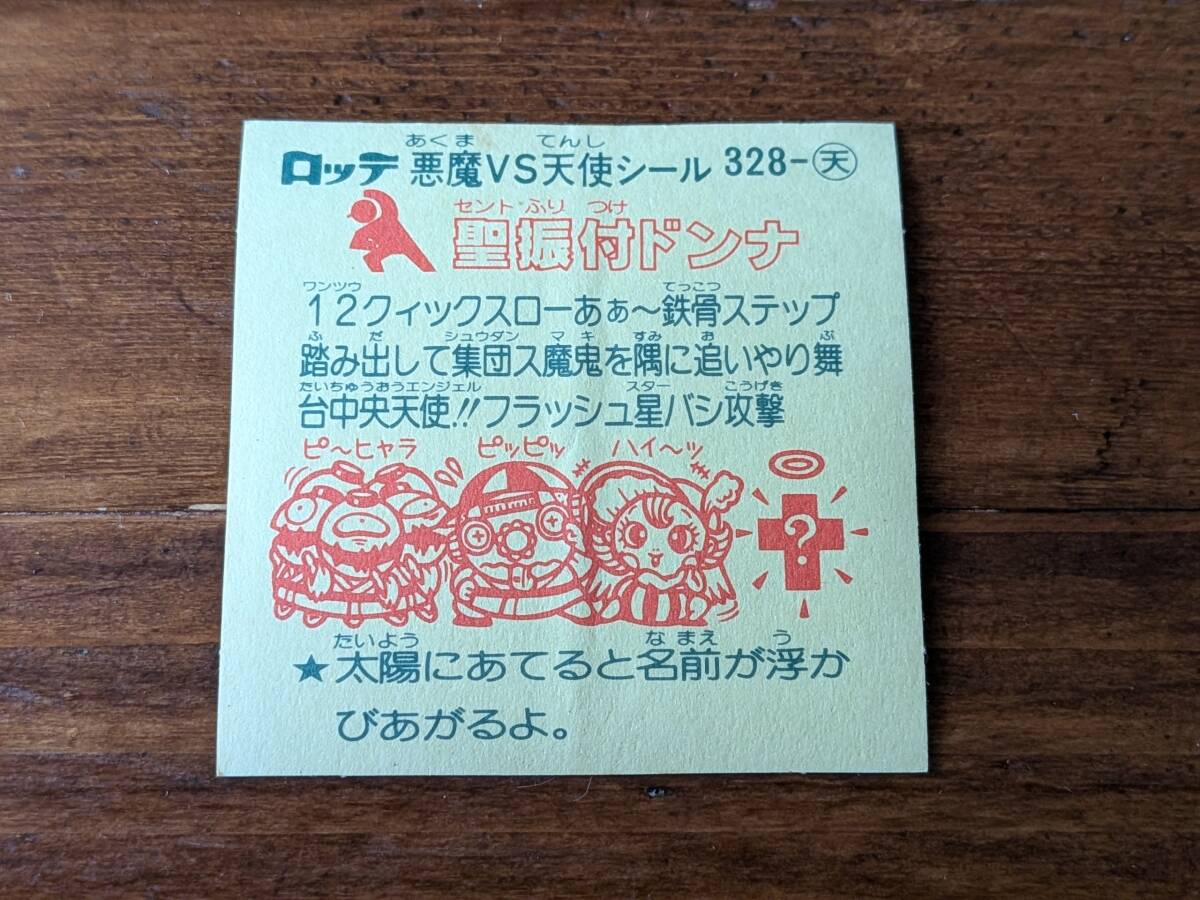 あくま てんし
ロッテ 悪魔VS天使シール 328-天
セント ふり つけ
聖振付ドンナ
ワンツウ てっこつ
12クィックスローあぁ〜鉄骨ステップ
ふ だ シュウダン マキ すみ お ぶ
踏み出して集団ス魔鬼を隅に追いやり舞
たいちゅうおうエンジェル スター こうげき
台中央天使!!フラッシュ星バシ攻撃
ピ〜ヒャラ ピッピッ ハイ〜ッ
?
たいよう なまえ う
★太陽にあてると名前が浮か
びあがるよ。